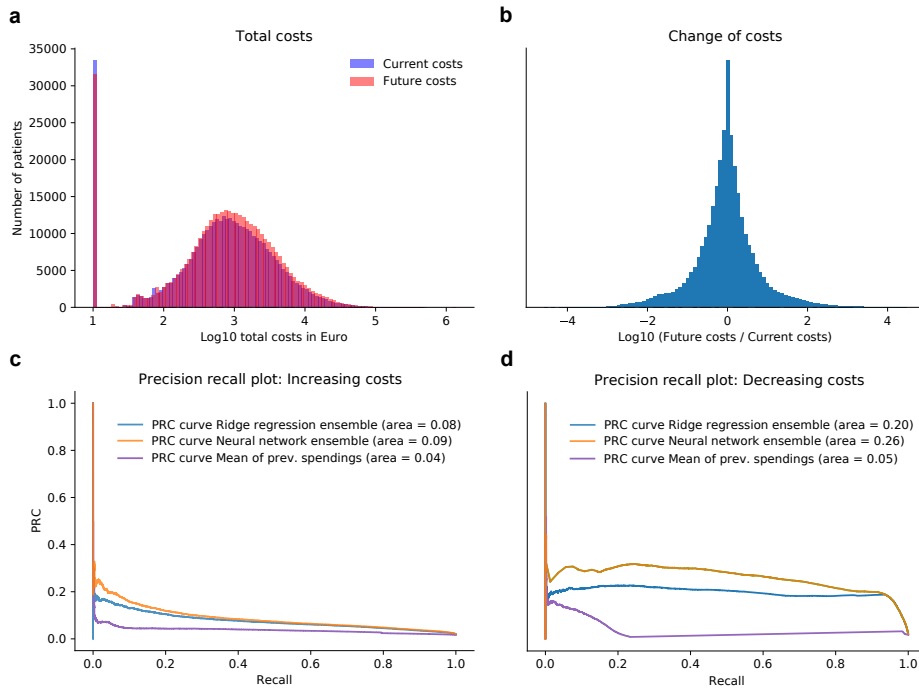 a
Total costs
35000
30000
25000
20000
15000
10000
5000
0
Number of patients
Current costs
Future costs
1 2 3 4 5 6
Log10 total costs in Euro
b
Change of costs
−4 −2 0 2 4
Log10 (Future costs / Current costs)
c
Precision recall plot: Increasing costs
1.0
0.8
0.6
0.4
0.2
0.0
PRC
PRC curve Ridge regression ensemble (area = 0.08)
PRC curve Neural network ensemble (area = 0.09)
PRC curve Mean of prev. spendings (area = 0.04)
0.0 0.2 0.4 0.6 0.8 1.0
Recall
d
Precision recall plot: Decreasing costs
PRC curve Ridge regression ensemble (area = 0.20)
PRC curve Neural network ensemble (area = 0.26)
PRC curve Mean of prev. spendings (area = 0.05)
0.0 0.2 0.4 0.6 0.8 1.0
Recall